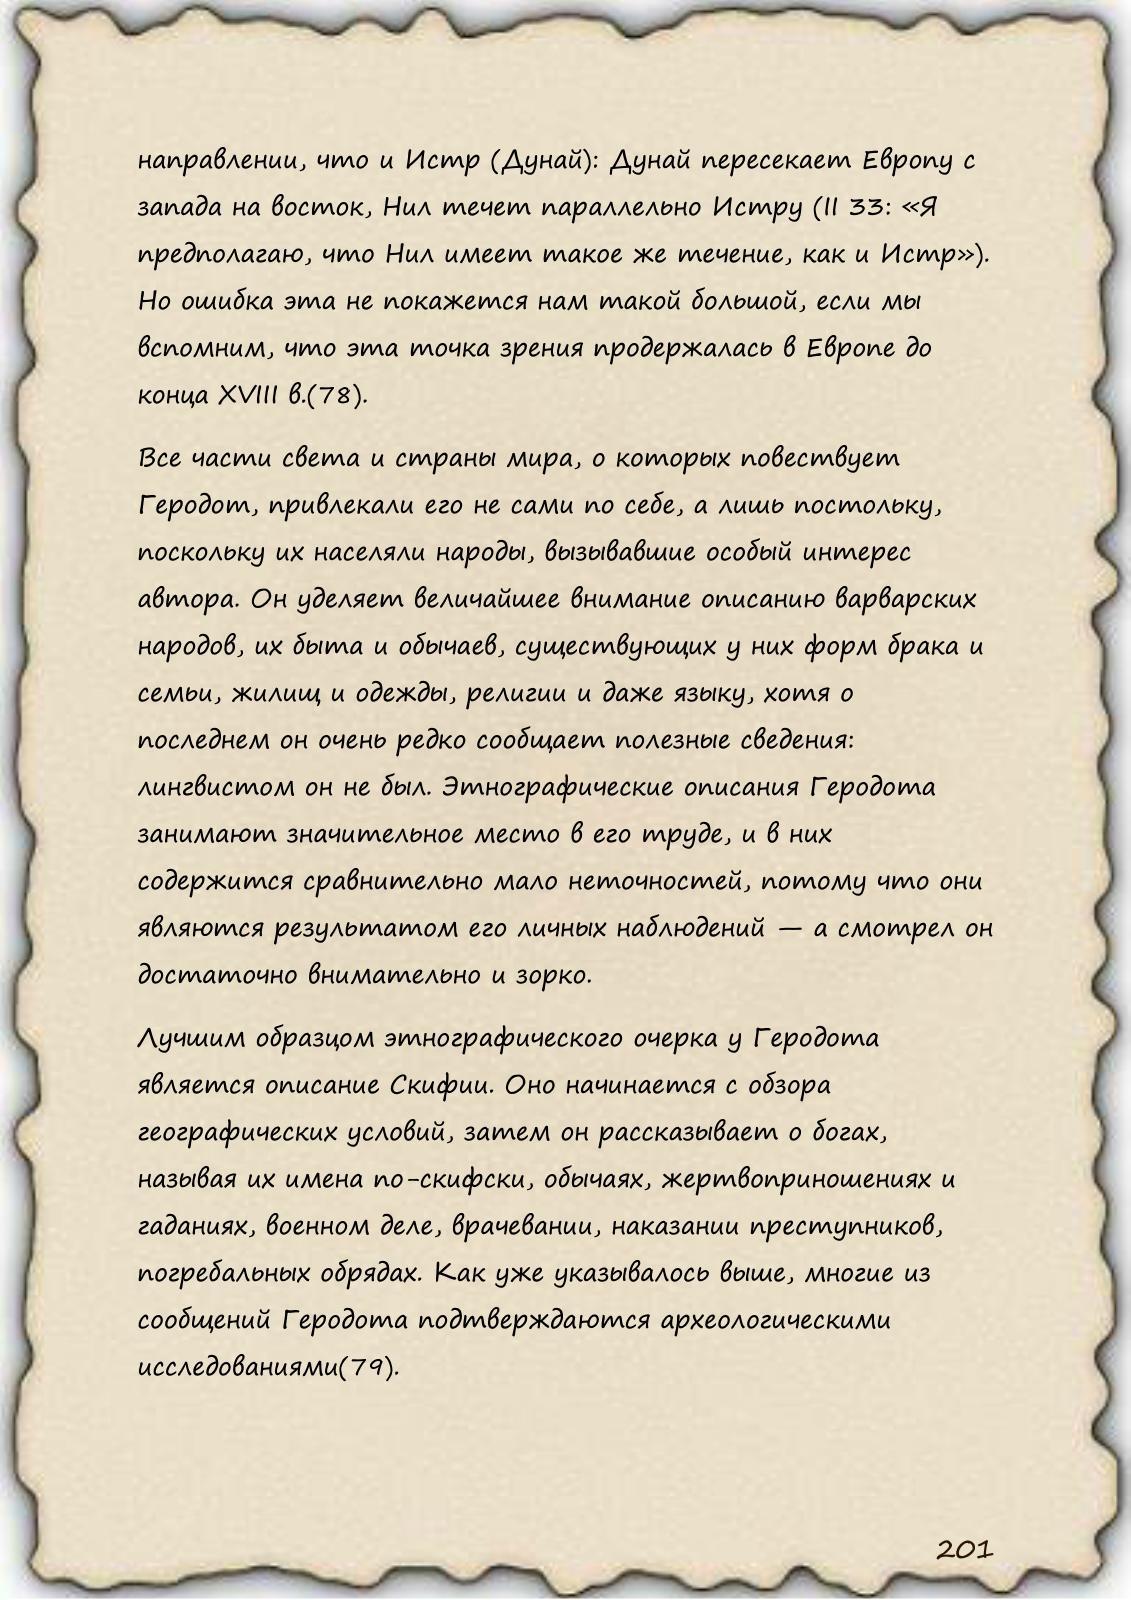 направлении, что и Истр (Дунай): Дунай пересекает Европу с
запада на восток, Нил течет параллельно Истру (II 33: «Я
предполагаю, что Нил имеет такое же течение, как и Истр»).
Но ошибка эта не покажется нам такой большой, если мы
вспомним, что эта точка зрения продержалась в Европе до
конца XVIII в.(78).
Все части света и страны мира, о которых повествует
Геродот, привлекали его не сами по себе, а лишь постольку,
поскольку их населяли народы, вызывавшие особый интерес
автора. Он уделяет величайшее внимание описанию варварских
народов, их быта и обычаев, существующих у них форм брака и
семьи, жилищ и одежды, религии и даже языку, хотя о
последнем он очень редко сообщает полезные сведения:
лингвистом он не был. Этнографические описания Геродота
занимают значительное место в его труде, и в них
содержится сравнительно мало неточностей, потому что они
являются результатом его личных наблюдений — а смотрел он
достаточно внимательно и зорко.
Лучшим образцом этнографического очерка у Геродота
является описание Скифии. Оно начинается с обзора
географических условий, затем он рассказывает о богах,
называя их имена по-скифски, обычаях, жертвоприношениях и
гаданиях, военном деле, врачевании, наказании преступников,
погребальных обрядах. Как уже указывалось выше, многие из
сообщений Геродота подтверждаются археологическими
исследованиями(79).
201